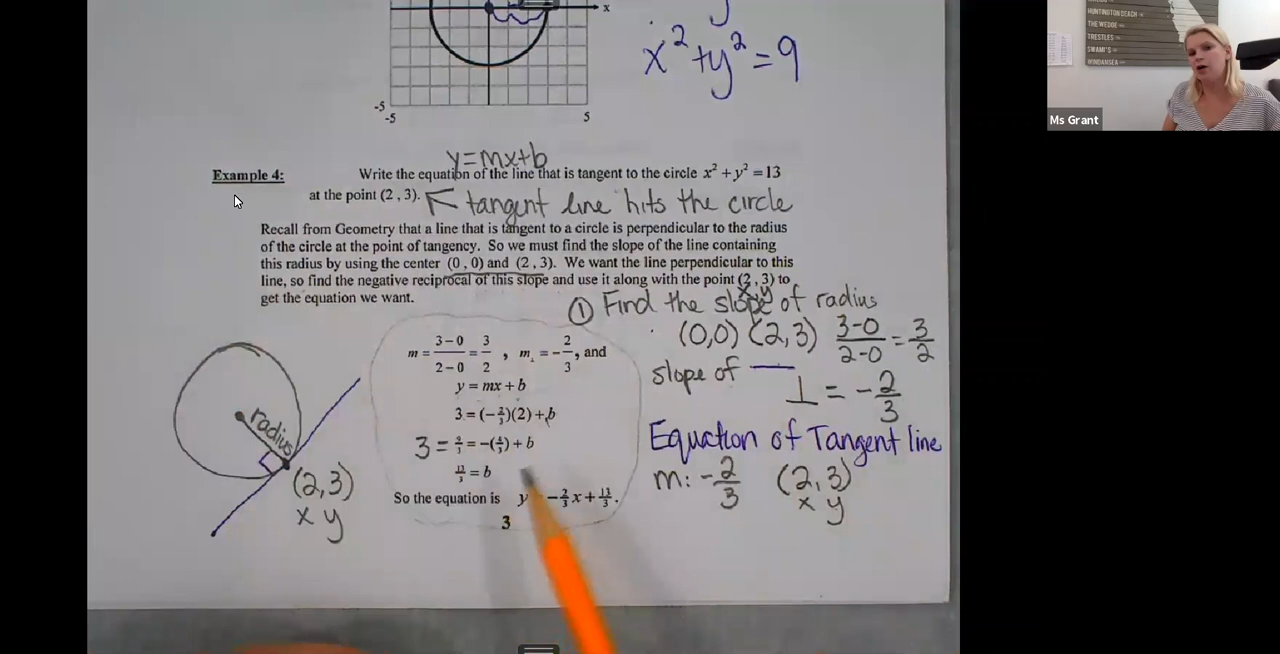 HUNTINGTON BEACH
THE WEDGE
TRESTLES
SWAMI'S
WINDANSEA
Ms Grant
x
-5
-5 5
x² + y² = 9
y = mx + b
Example 4: Write the equation of the line that is tangent to the circle x² + y² = 13
at the point (2 , 3). tangent line hits the circle
Recall from Geometry that a line that is tangent to a circle is perpendicular to the radius
of the circle at the point of tangency. So we must find the slope of the line containing
this radius by using the center (0 , 0) and (2 , 3). We want the line perpendicular to this
line, so find the negative reciprocal of this slope and use it along with the point (2 , 3) to
get the equation we want.
x y
① Find the slope of radius
(0,0) (2,3) 3-0/2-0 = 3/2
slope of ⊥ = -2/3
Equation of Tangent line
m: -2/3 (2,3)
x y
m = 3-0/2-0 = 3/2 , m⊥ = -2/3, and
y = mx + b
3 = (-2/3)(2) + b
3 = 9/3 = -(4/3) + b
13/3 = b
So the equation is y = -2/3x + 13/3.
3
radius
(2,3)
x y